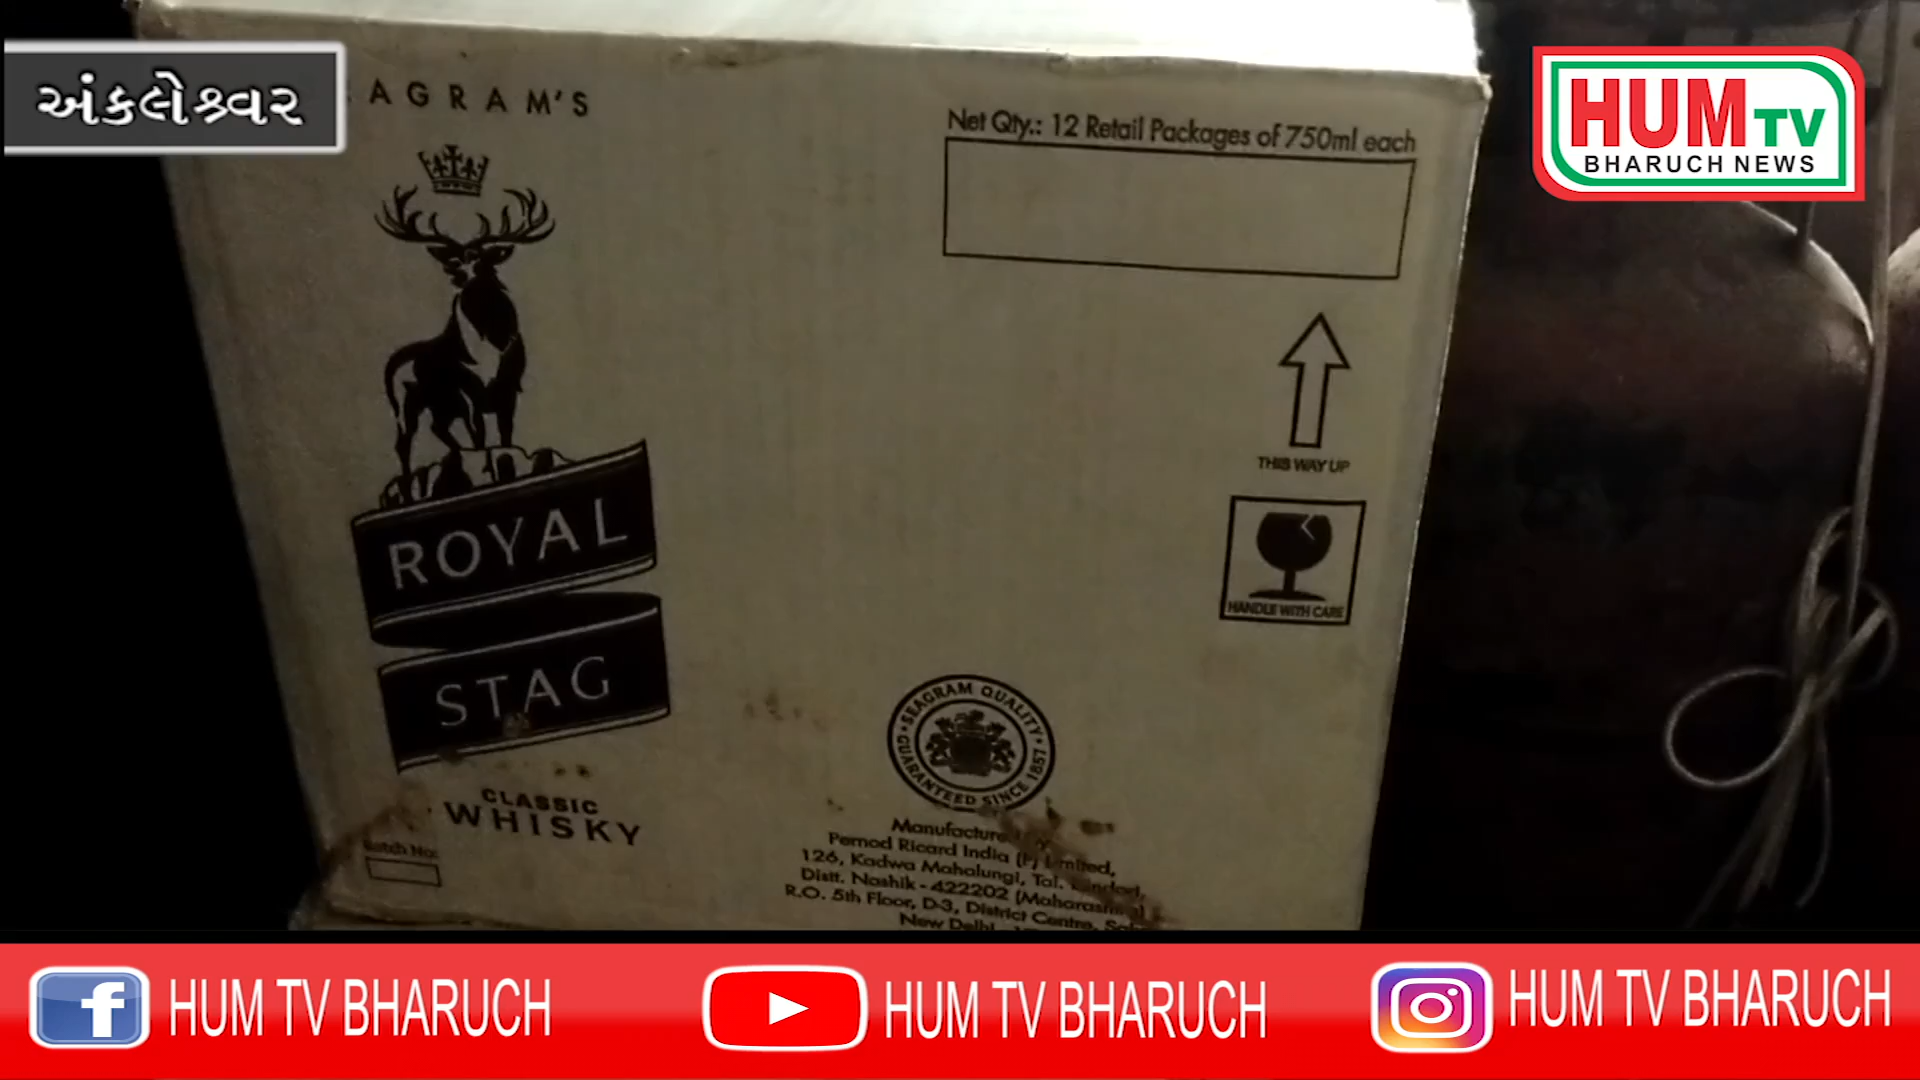 અંકલેશ્વર
AGRAM'S
Net Qty.: 12 Retail Packages of 750ml each
HUM TV
BHARUCH NEWS
THIS WAY UP
HANDLE WITH CARE
ROYAL
STAG
CLASSIC
WHISKY
Batch No:
SEAGRAM QUALITY
GUARANTEED SINCE 1857
Manufacture
Pernod Ricard India (P) Limited,
126, Kadwa Mahalungi, Tal.
Distt. Nashik - 422202
R.O. 5th Floor, D-3, District Centre,
New Delhi
HUM TV BHARUCH
HUM TV BHARUCH
HUM TV BHARUCH